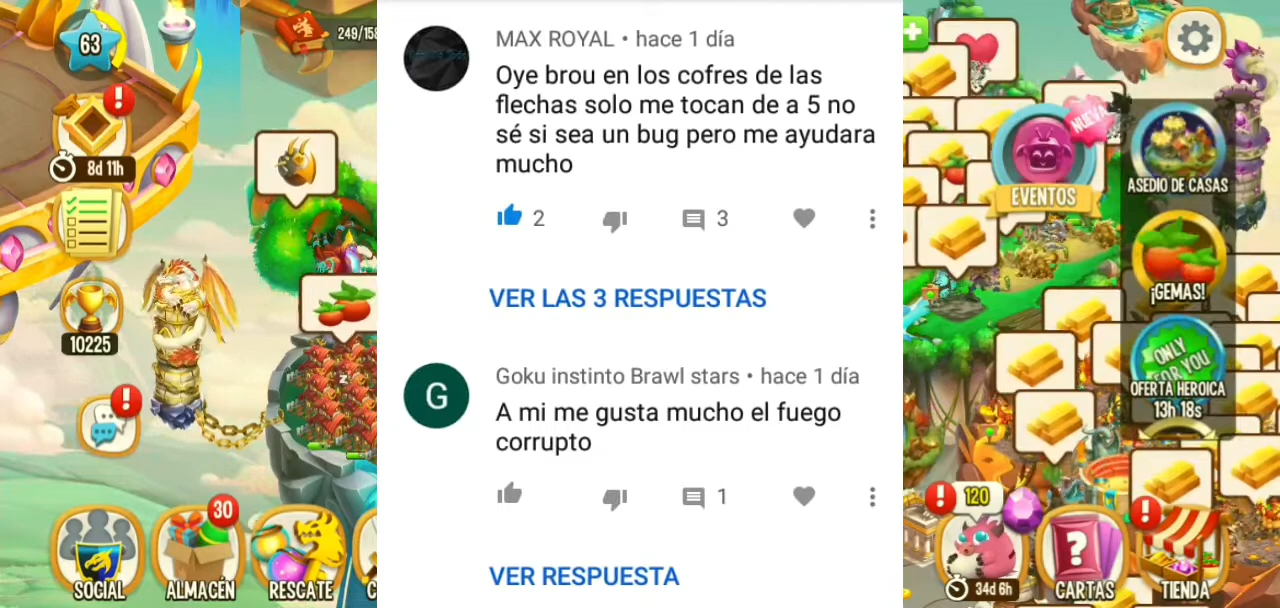 63
249/158
8d 11h
10225
30
SOCIAL
ALMACÉN
RESCATE
C
MAX ROYAL • hace 1 día
Oye brou en los cofres de las
flechas solo me tocan de a 5 no
sé si sea un bug pero me ayudara
mucho
2
3
VER LAS 3 RESPUESTAS
G
Goku instinto Brawl stars • hace 1 día
A mi me gusta mucho el fuego
corrupto
1
VER RESPUESTA
NUEVA
EVENTOS
ASEDIO DE CASAS
¡GEMAS!
ONLY
FOR YOU
OFERTA HEROICA
13h 18s
120
34d 6h
?
CARTAS
TIENDA